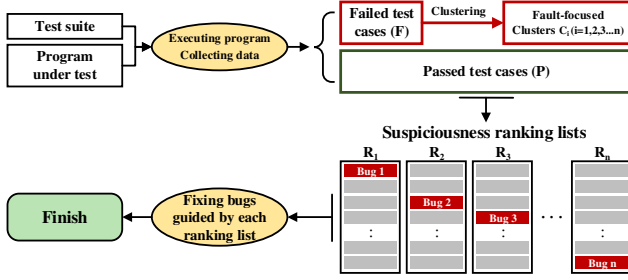 Test suite
Program
under test
Executing program
Collecting data
Failed test
cases (F)
Clustering
Fault-focused
Clusters Ci(i=1,2,3...n)
Passed test cases (P)
Suspiciousness ranking lists
R1
R2
R3
Rn
Bug 1
Bug 2
Bug 3
Bug n
:
:
:
. . .
:
Finish
Fixing bugs
guided by each
ranking list